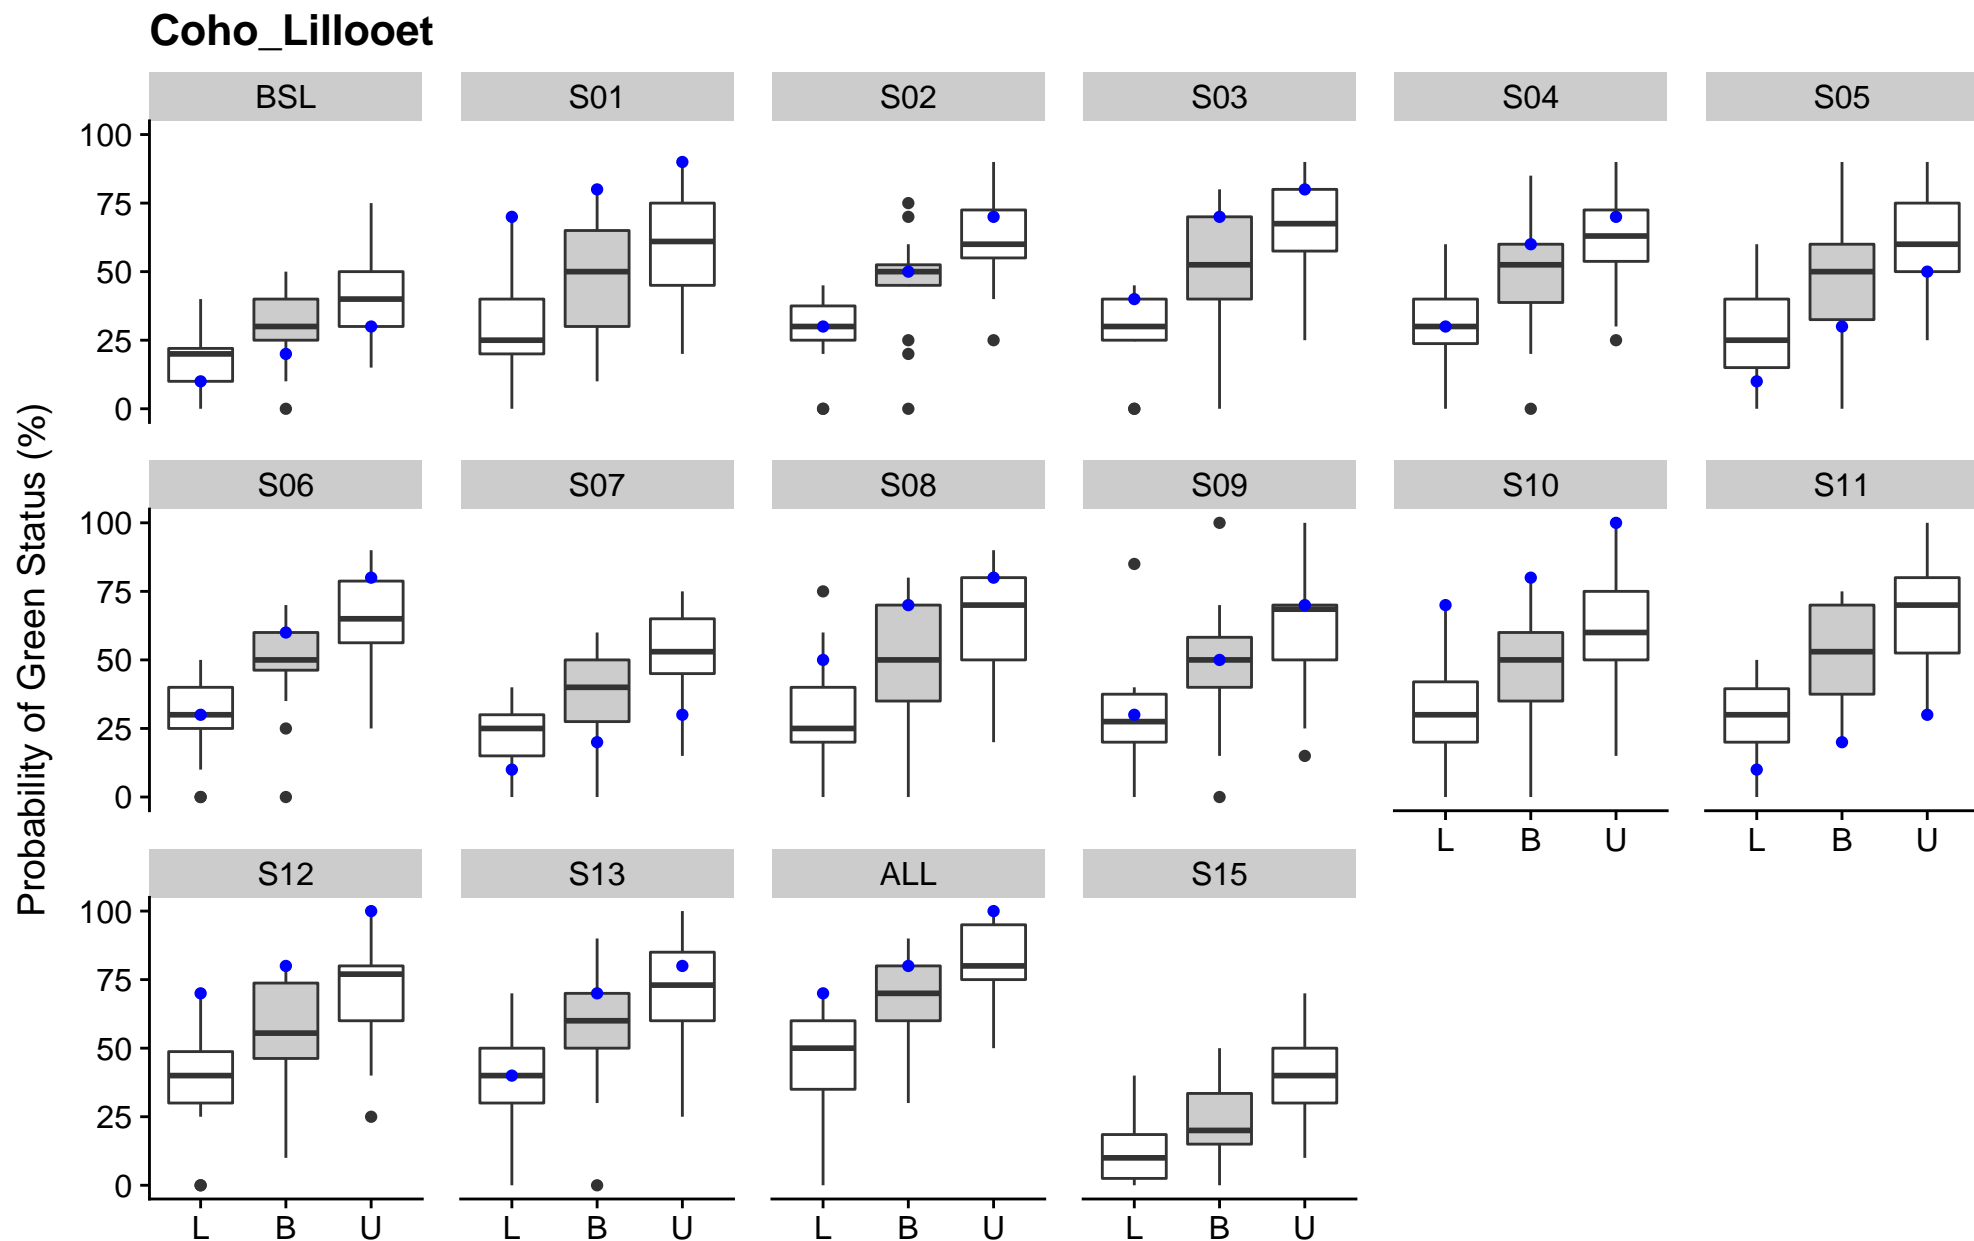 Coho_Lillooet
BSL S01 S02 S03 S04 S05
100
75
50
25
0
S06 S07 S08 S09 S10 S11
100
75
50
25
0
L B U L B U
S12 S13 ALL S15
100
75
50
25
0
L B U L B U L B U L B U
Probability of Green Status (%)